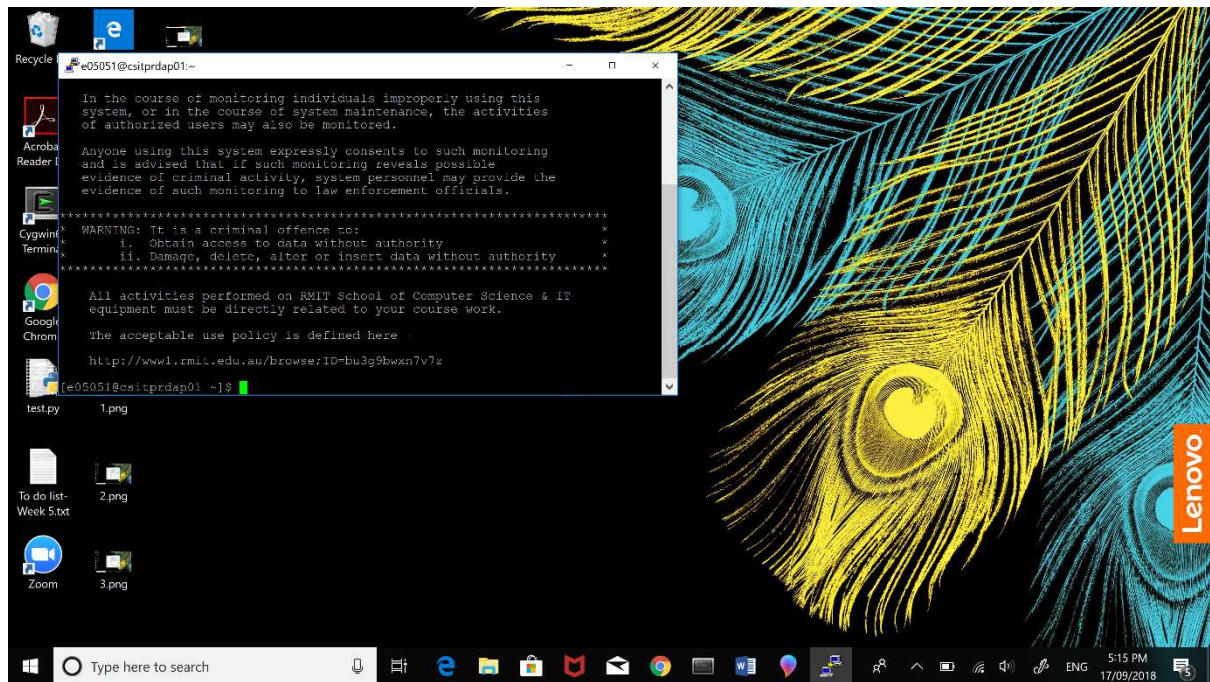 Recycle
e05051@csitprdap01:~
In the course of monitoring individuals improperly using this
system, or in the course of system maintenance, the activities
of authorized users may also be monitored.
Anyone using this system expressly consents to such monitoring
and is advised that if such monitoring reveals possible
evidence of criminal activity, system personnel may provide the
evidence of such monitoring to law enforcement officials.
*************************************************************************
* WARNING: It is a criminal offence to: *
* i. Obtain access to data without authority *
* ii. Damage, delete, alter or insert data without authority *
*************************************************************************
All activities performed on RMIT School of Computer Science & IT
equipment must be directly related to your course work.
The acceptable use policy is defined here -
http://www1.rmit.edu.au/browse;ID=bu3g9bwxn7v7z
[e05051@csitprdap01 ~]$
Acroba
Reader D
Cygwin6
Termina
Google
Chrom
test.py
1.png
To do list-
Week 5.txt
2.png
Zoom
3.png
Lenovo
Type here to search
ENG
5:15 PM
17/09/2018
5